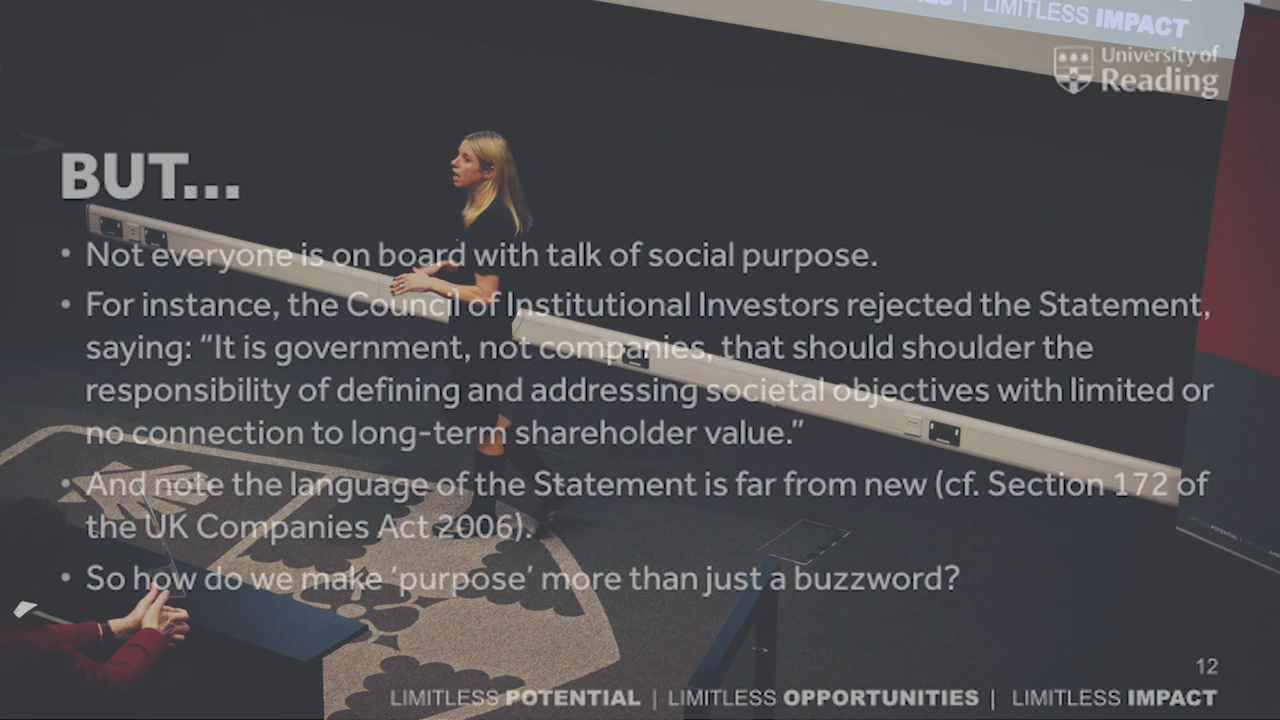 LIMITLESS IMPACT
University of
Reading
BUT...
• Not everyone is on board with talk of social purpose.
• For instance, the Council of Institutional Investors rejected the Statement,
saying: “It is government, not companies, that should shoulder the
responsibility of defining and addressing societal objectives with limited or
no connection to long-term shareholder value.”
• And note the language of the Statement is far from new (cf. Section 172 of
the UK Companies Act 2006).
• So how do we make ‘purpose’ more than just a buzzword?
12
LIMITLESS POTENTIAL | LIMITLESS OPPORTUNITIES | LIMITLESS IMPACT